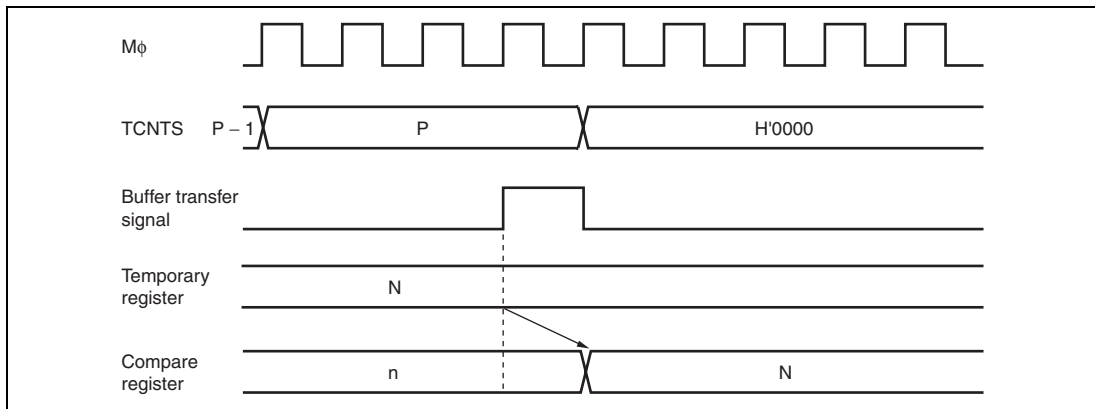 Mφ
TCNTS P – 1 P H'0000
Buffer transfer
signal
Temporary
register
N
Compare
register
n N